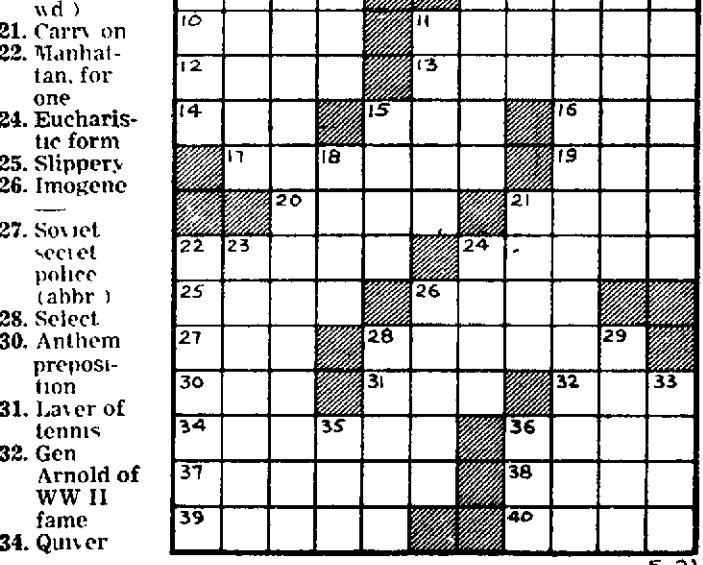 wd )
21. Carry on
22. Manhat-
tan, for
one
24. Eucharis-
tic form
25. Slippery
26. Imogene
—
27. Soviet
secret
police
(abbr )
28. Select
30. Anthem
preposi-
tion
31. Laver of
tennis
32. Gen
Arnold of
WW II
fame
34. Quiver
10 11
12 13
14 15 16
17 18 19
20 21
22 23 24
25 26
27 28 29
30 31 32 33
34 35 36
37 38
39 40
5-21